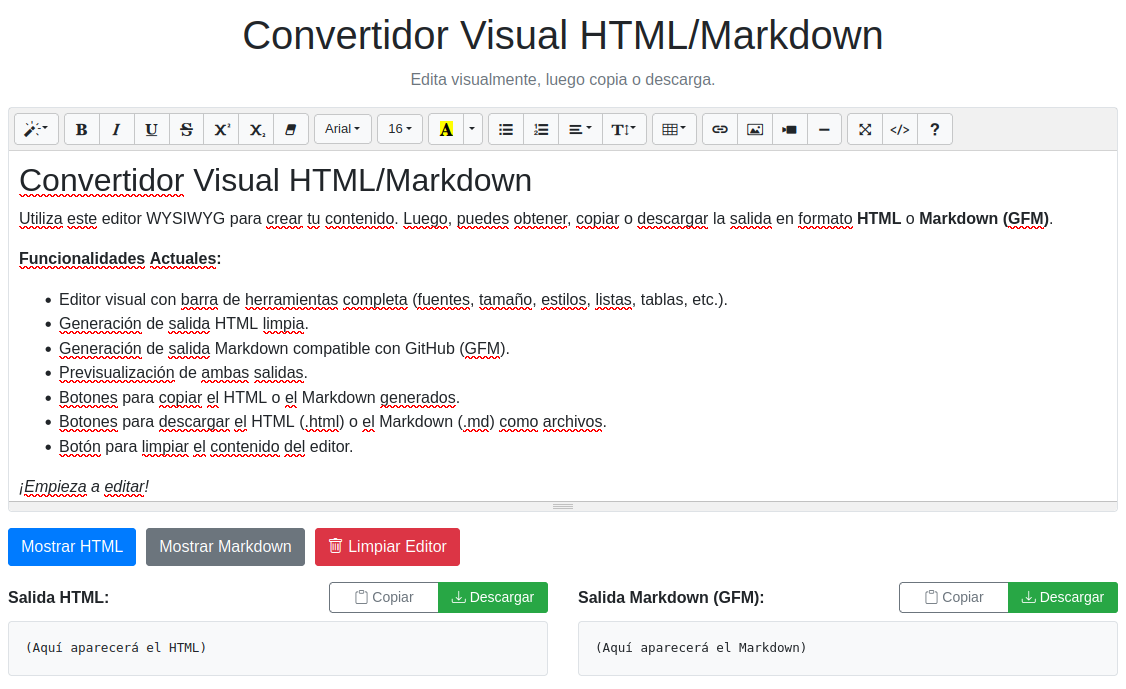 Convertidor Visual HTML/Markdown
Edita visualmente, luego copia o descarga.
B I U S X² X₂ Arial 16 A T </> ?
Convertidor Visual HTML/Markdown
Utiliza este editor WYSIWYG para crear tu contenido. Luego, puedes obtener, copiar o descargar la salida en formato HTML o Markdown (GFM).
Funcionalidades Actuales:
• Editor visual con barra de herramientas completa (fuentes, tamaño, estilos, listas, tablas, etc.).
• Generación de salida HTML limpia.
• Generación de salida Markdown compatible con GitHub (GFM).
• Previsualización de ambas salidas.
• Botones para copiar el HTML o el Markdown generados.
• Botones para descargar el HTML (.html) o el Markdown (.md) como archivos.
• Botón para limpiar el contenido del editor.
¡Empieza a editar!
Mostrar HTML Mostrar Markdown Limpiar Editor
Salida HTML: Copiar Descargar Salida Markdown (GFM): Copiar Descargar
(Aquí aparecerá el HTML) (Aquí aparecerá el Markdown)